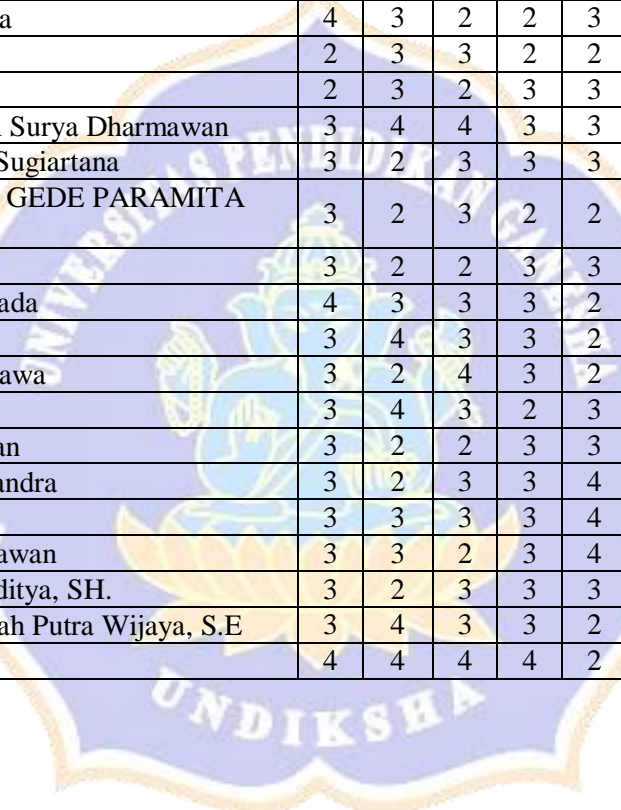 a 4 3 2 2 3
2 3 3 2 2
2 3 2 3 3
Surya Dharmawan 3 4 4 3 3
Sugiartana 3 2 3 3 3
GEDE PARAMITA 3 2 3 2 2
3 2 2 3 3
ada 4 3 3 3 2
3 4 3 3 2
awa 3 2 4 3 2
3 4 3 2 3
an 3 2 2 3 3
andra 3 2 3 3 4
3 3 3 3 4
awan 3 3 2 3 4
ditya, SH. 3 2 3 3 3
ah Putra Wijaya, S.E 3 4 3 3 2
4 4 4 4 2
UNIVERSITAS PENDIDIKAN GANESHA
UNDIKSHA